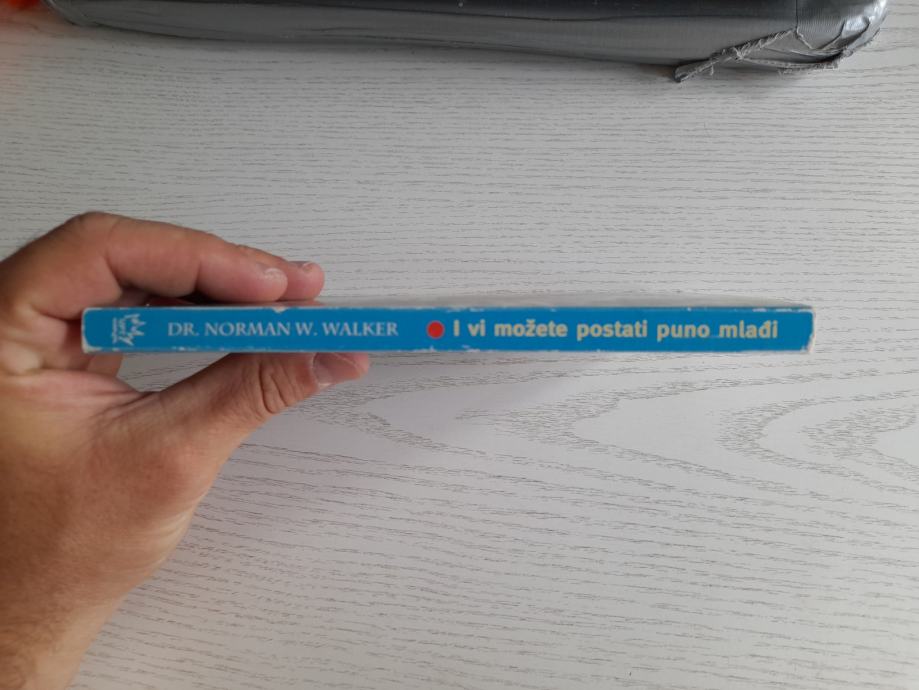 DR. NORMAN W. WALKER ● I vi možete postati puno mlađi